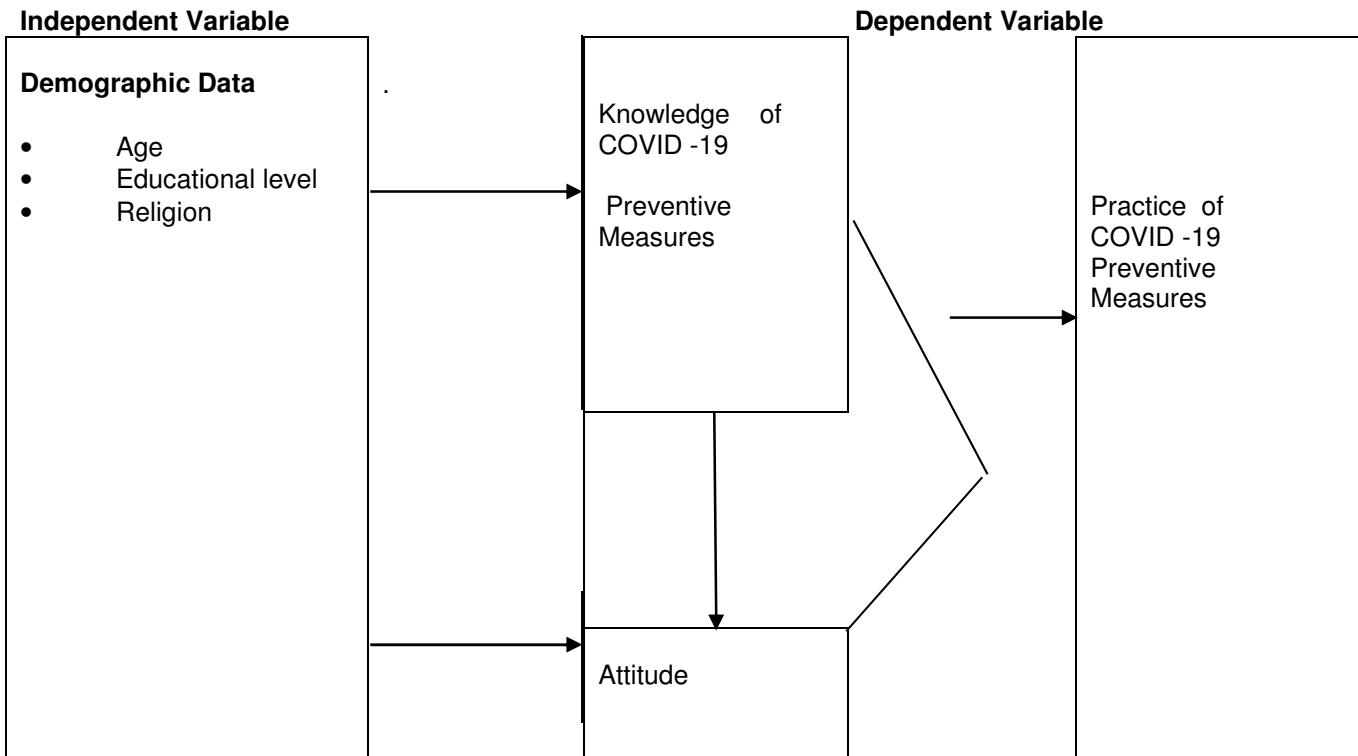 Independent Variable
Dependent Variable
Demographic Data
.
• Age
• Educational level
• Religion
Knowledge of
COVID -19
Preventive
Measures
Practice of
COVID -19
Preventive
Measures
Attitude